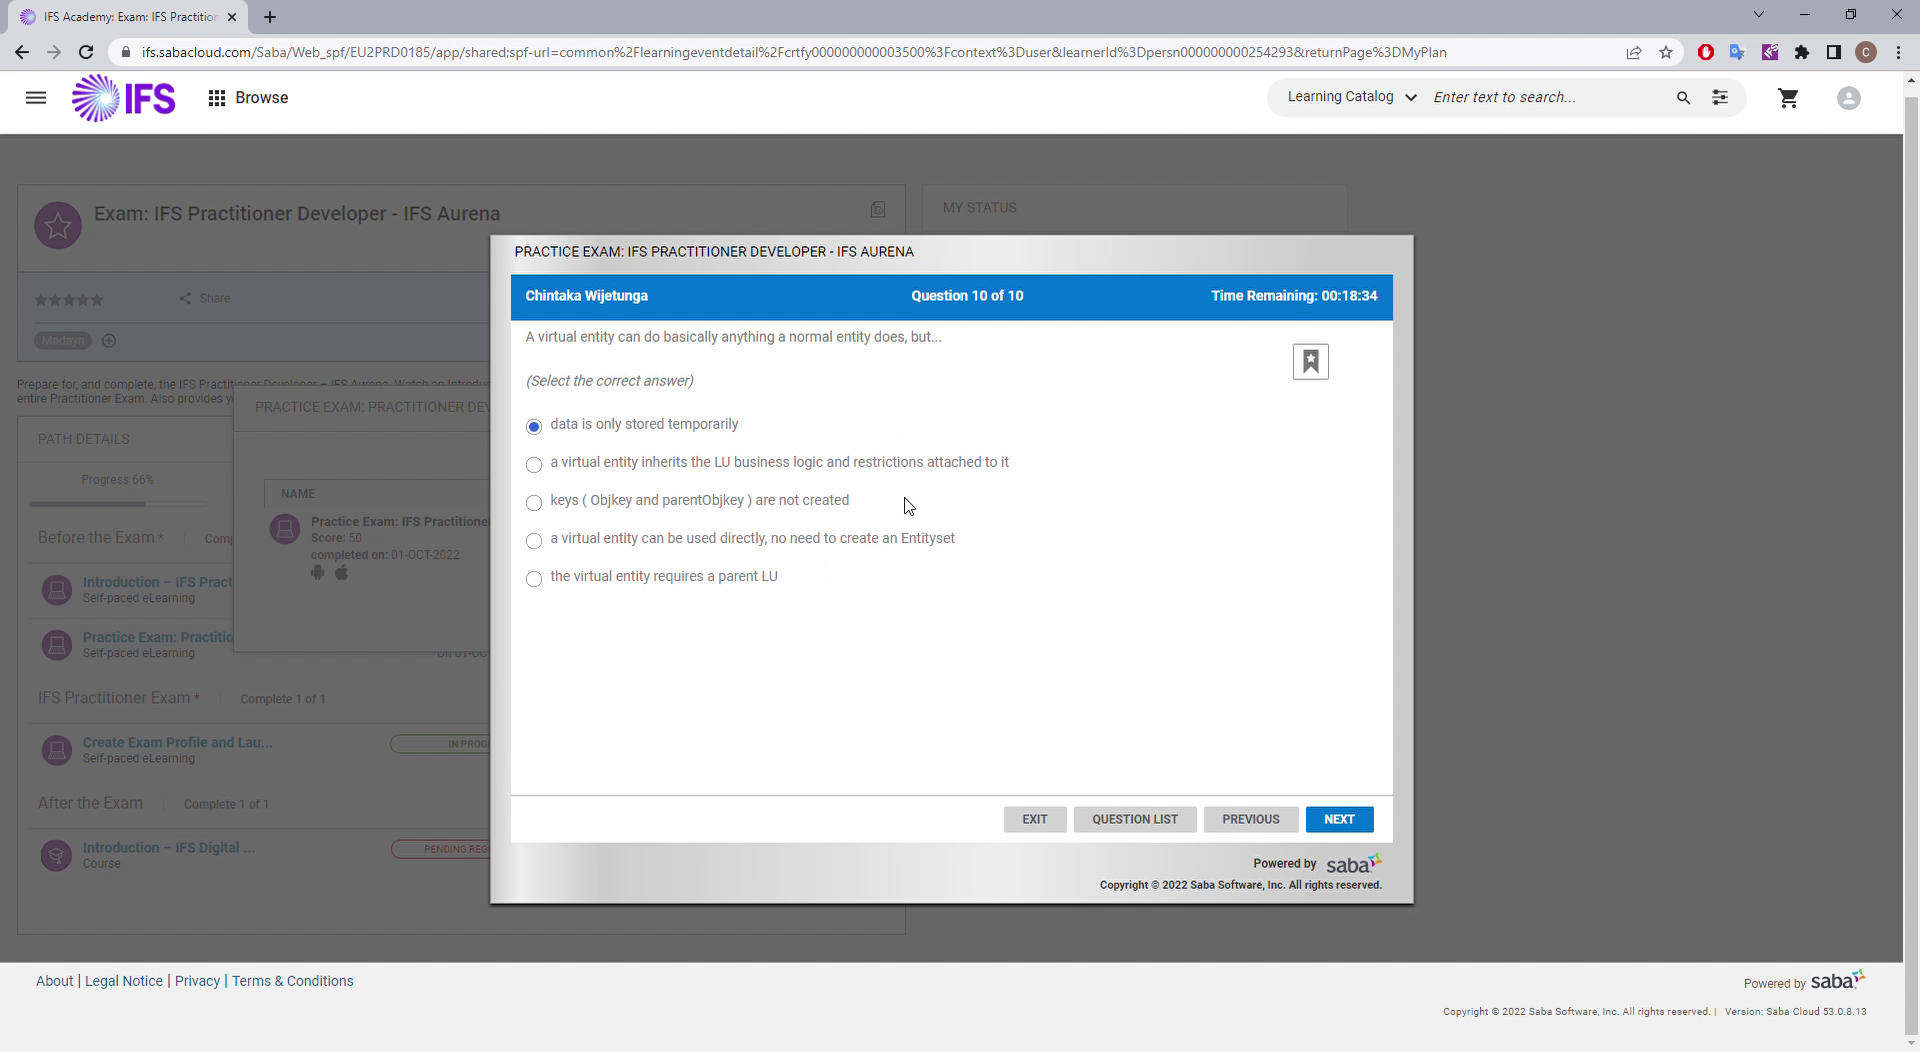 IFS Academy: Exam: IFS Practition
ifs.sabacloud.com/Saba/Web_spf/EU2PRD0185/app/shared;spf-url=common%2Flearningeventdetail%2Fcrtfy000000000003500%3Fcontext%3Duser&learnerId%3Dpersn000000000254293&returnPage%3DMyPlan
C
IFS
Browse
Learning Catalog
Enter text to search...
Exam: IFS Practitioner Developer - IFS Aurena
MY STATUS
Share
Madayn
Prepare for, and complete, the IFS Practitioner Developer – IFS Aurena. Watch an Introdu
entire Practitioner Exam. Also provides y
PRACTICE EXAM: PRACTITIONER DEV
PATH DETAILS
Progress 66%
NAME
Practice Exam: IFS Practitione
Score: 50
completed on: 01-OCT-2022
Before the Exam *
Comp
Introduction – IFS Pract
Self-paced eLearning
Practice Exam: Practitio
Self-paced eLearning
on 01-OC
IFS Practitioner Exam *
Complete 1 of 1
Create Exam Profile and Lau...
Self-paced eLearning
IN PROG
After the Exam
Complete 1 of 1
Introduction – IFS Digital ...
Course
PENDING REG
PRACTICE EXAM: IFS PRACTITIONER DEVELOPER - IFS AURENA
Chintaka Wijetunga
Question 10 of 10
Time Remaining: 00:18:34
A virtual entity can do basically anything a normal entity does, but...
(Select the correct answer)
data is only stored temporarily
a virtual entity inherits the LU business logic and restrictions attached to it
keys ( Objkey and parentObjkey ) are not created
a virtual entity can be used directly, no need to create an Entityset
the virtual entity requires a parent LU
EXIT
QUESTION LIST
PREVIOUS
NEXT
Powered by saba
Copyright © 2022 Saba Software, Inc. All rights reserved.
About | Legal Notice | Privacy | Terms & Conditions
Powered by saba
Copyright © 2022 Saba Software, Inc. All rights reserved. | Version: Saba Cloud 53.0.8.13